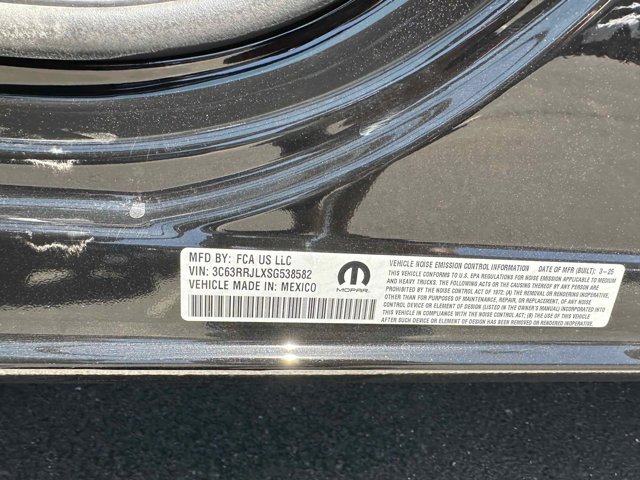 MFD BY: FCA US LLC
VIN: 3C63RRJLXSG538582
VEHICLE MADE IN: MEXICO
MOPAR
VEHICLE NOISE EMISSION CONTROL INFORMATION DATE OF MFR (BUILT): 3-25
THIS VEHICLE CONFORMS TO U.S. EPA REGULATIONS FOR NOISE EMISSION APPLICABLE TO MEDIUM
AND HEAVY TRUCKS. THE FOLLOWING ACTS OR THE CAUSING THEREOF BY ANY PERSON
ARE PROHIBITED BY THE NOISE CONTROL ACT OF 1972: (A) THE REMOVAL OR RENDERING INOPERATIVE,
OTHER THAN FOR PURPOSES OF MAINTENANCE, REPAIR, OR REPLACEMENT, OF ANY NOISE
CONTROL DEVICE OR ELEMENT OF DESIGN (LISTED IN THE OWNER'S MANUAL) INCORPORATED INTO
THIS VEHICLE IN COMPLIANCE WITH THE NOISE CONTROL ACT; (B) THE USE OF THIS VEHICLE
AFTER SUCH DEVICE OR ELEMENT OF DESIGN HAS BEEN REMOVED OR RENDERED INOPERATIVE.